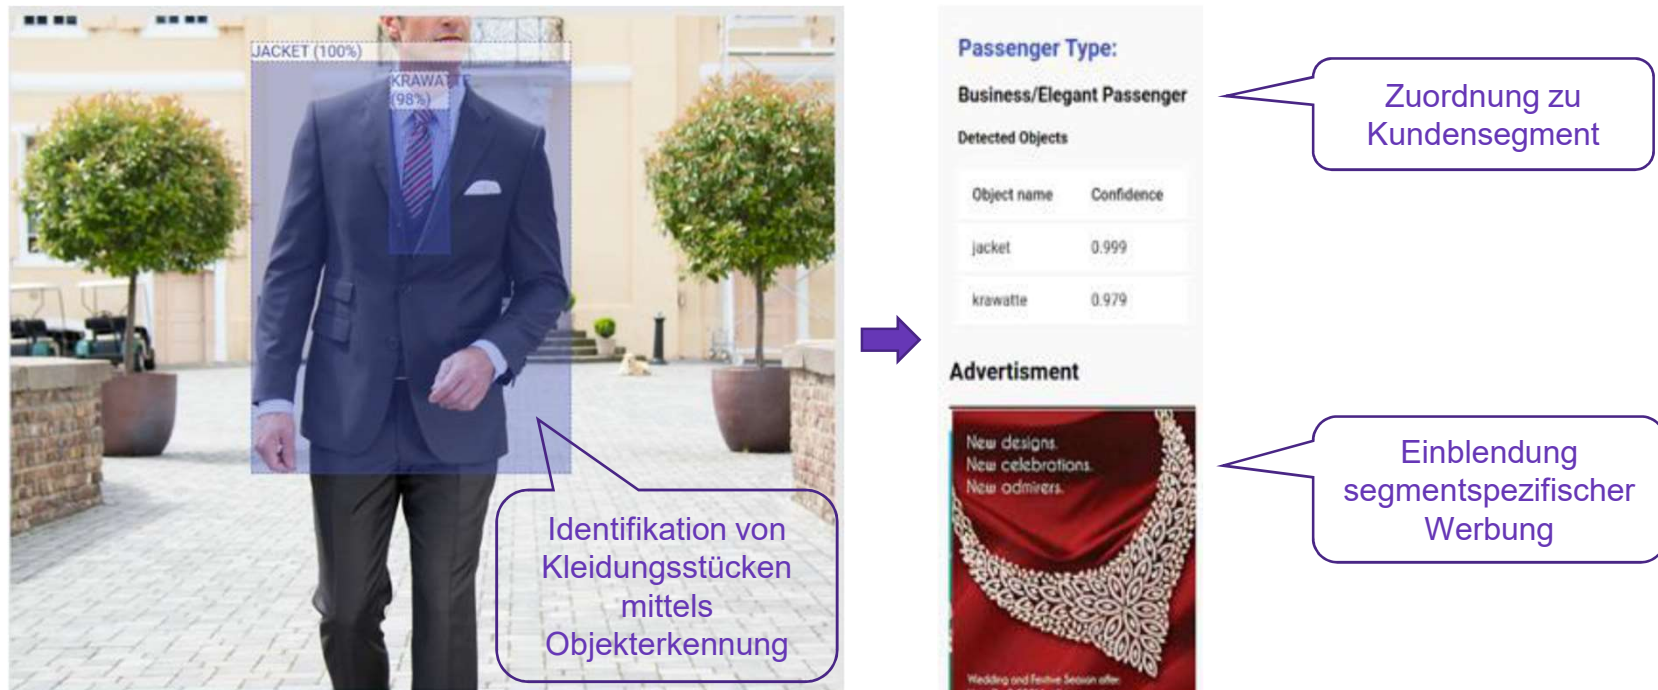 JACKET (100%)
KRAWATTE
(98%)
Identifikation von
Kleidungsstücken
mittels
Objekterkennung
Passenger Type:
Business/Elegant Passenger
Detected Objects
Object name Confidence
jacket 0.999
krawatte 0.979
Advertisment
New designs.
New celebrations.
New admirers.
Wedding and Festive Season offer:
Zuordnung zu
Kundensegment
Einblendung
segmentspezifischer
Werbung